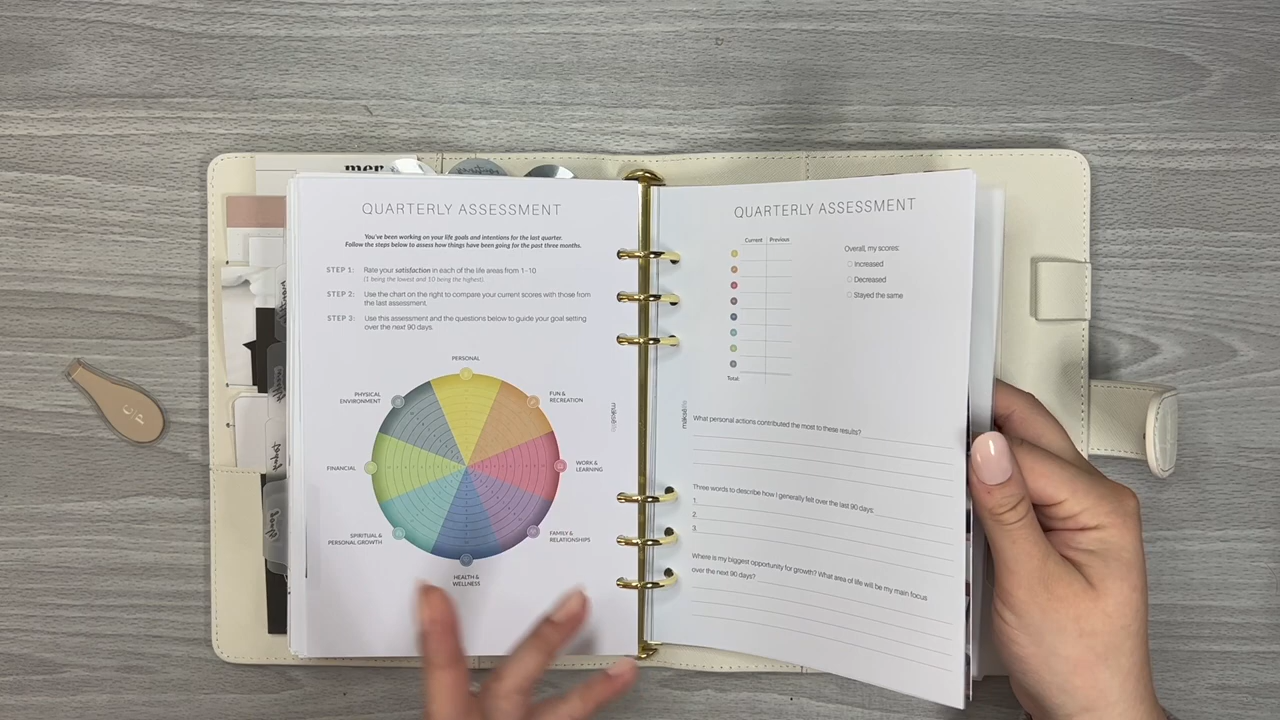 mer
QUARTERLY ASSESSMENT
You've been working on your life goals and intentions for the last quarter.
Follow the steps below to assess how things have been going for the past three months.
STEP 1: Rate your satisfaction in each of the life areas from 1-10
(1 being the lowest and 10 being the highest).
STEP 2: Use the chart on the right to compare your current scores with those from
the last assessment.
STEP 3: Use this assessment and the questions below to guide your goal setting
over the next 90 days.
PERSONAL
PHYSICAL
ENVIRONMENT
FUN &
RECREATION
FINANCIAL
WORK &
LEARNING
SPIRITUAL &
PERSONAL GROWTH
FAMILY &
RELATIONSHIPS
HEALTH &
WELLNESS
makselife
QUARTERLY ASSESSMENT
Current Previous
Total
Overall, my scores:
Increased
Decreased
Stayed the same
makselife
What personal actions contributed the most to these results?
Three words to describe how I generally felt over the last 90 days:
1.
2.
3.
Where is my biggest opportunity for growth? What area of life will be my main focus
over the next 90 days?
CP